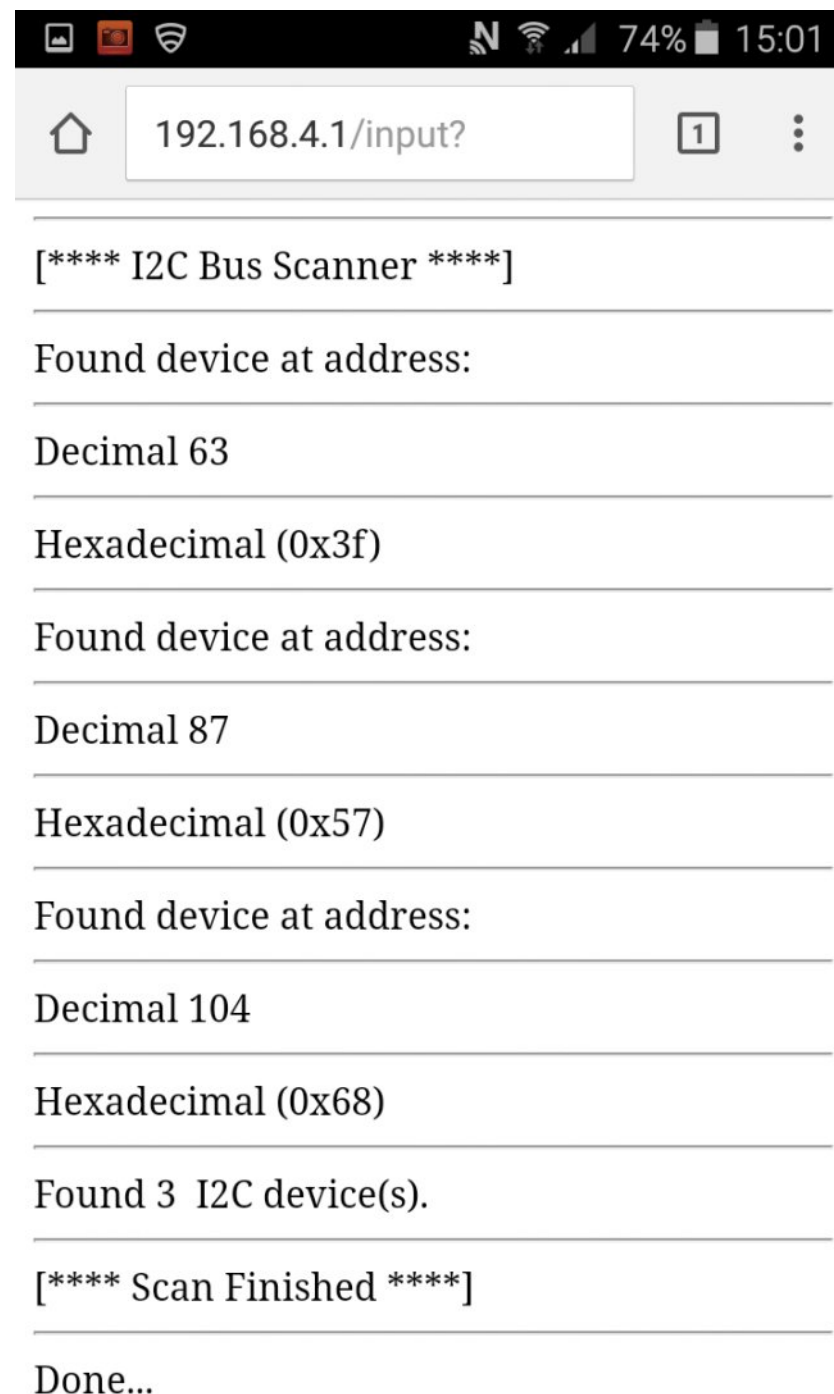 74% 15:01
192.168.4.1/input? 1
[**** I2C Bus Scanner ****]
Found device at address:
Decimal 63
Hexadecimal (0x3f)
Found device at address:
Decimal 87
Hexadecimal (0x57)
Found device at address:
Decimal 104
Hexadecimal (0x68)
Found 3  I2C device(s).
[**** Scan Finished ****]
Done...